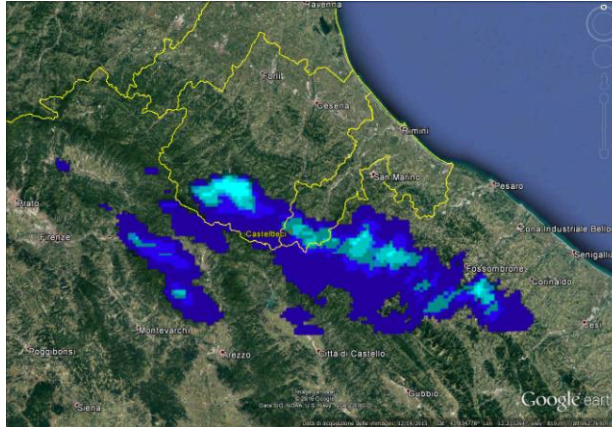 Ravenna
Forlì
Cesena
Rimini
San Marino
Pesaro
Prato
Firenze
Casteldelci
Zona Industriale Bello
Senigallia
Fossombrone
Corinaldo
Jesi
Montevarchi
Poggibonsi
Arezzo
Città di Castello
Gubbio
Siena
Google earth